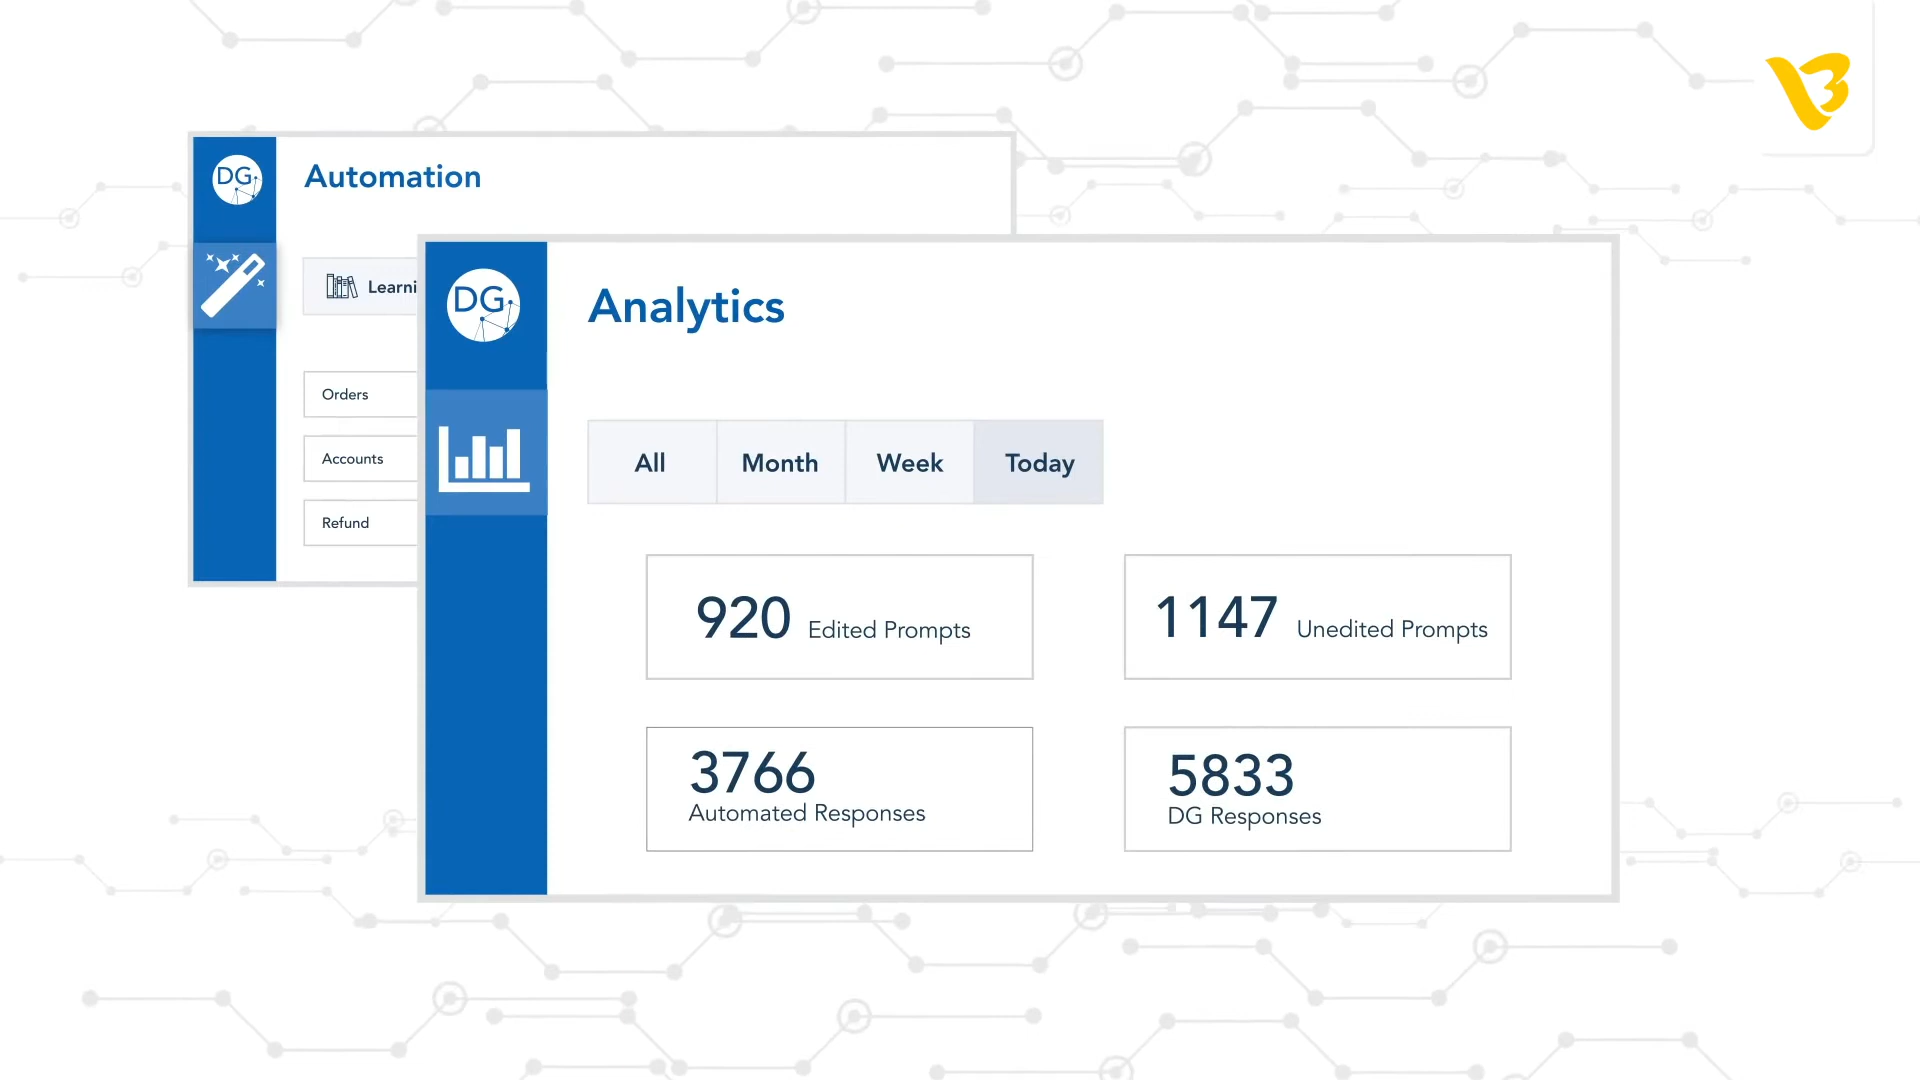 DG
Automation
Learni
Orders
Accounts
Refund
DG
Analytics
All Month Week Today
920 Edited Prompts
1147 Unedited Prompts
3766
Automated Responses
5833
DG Responses